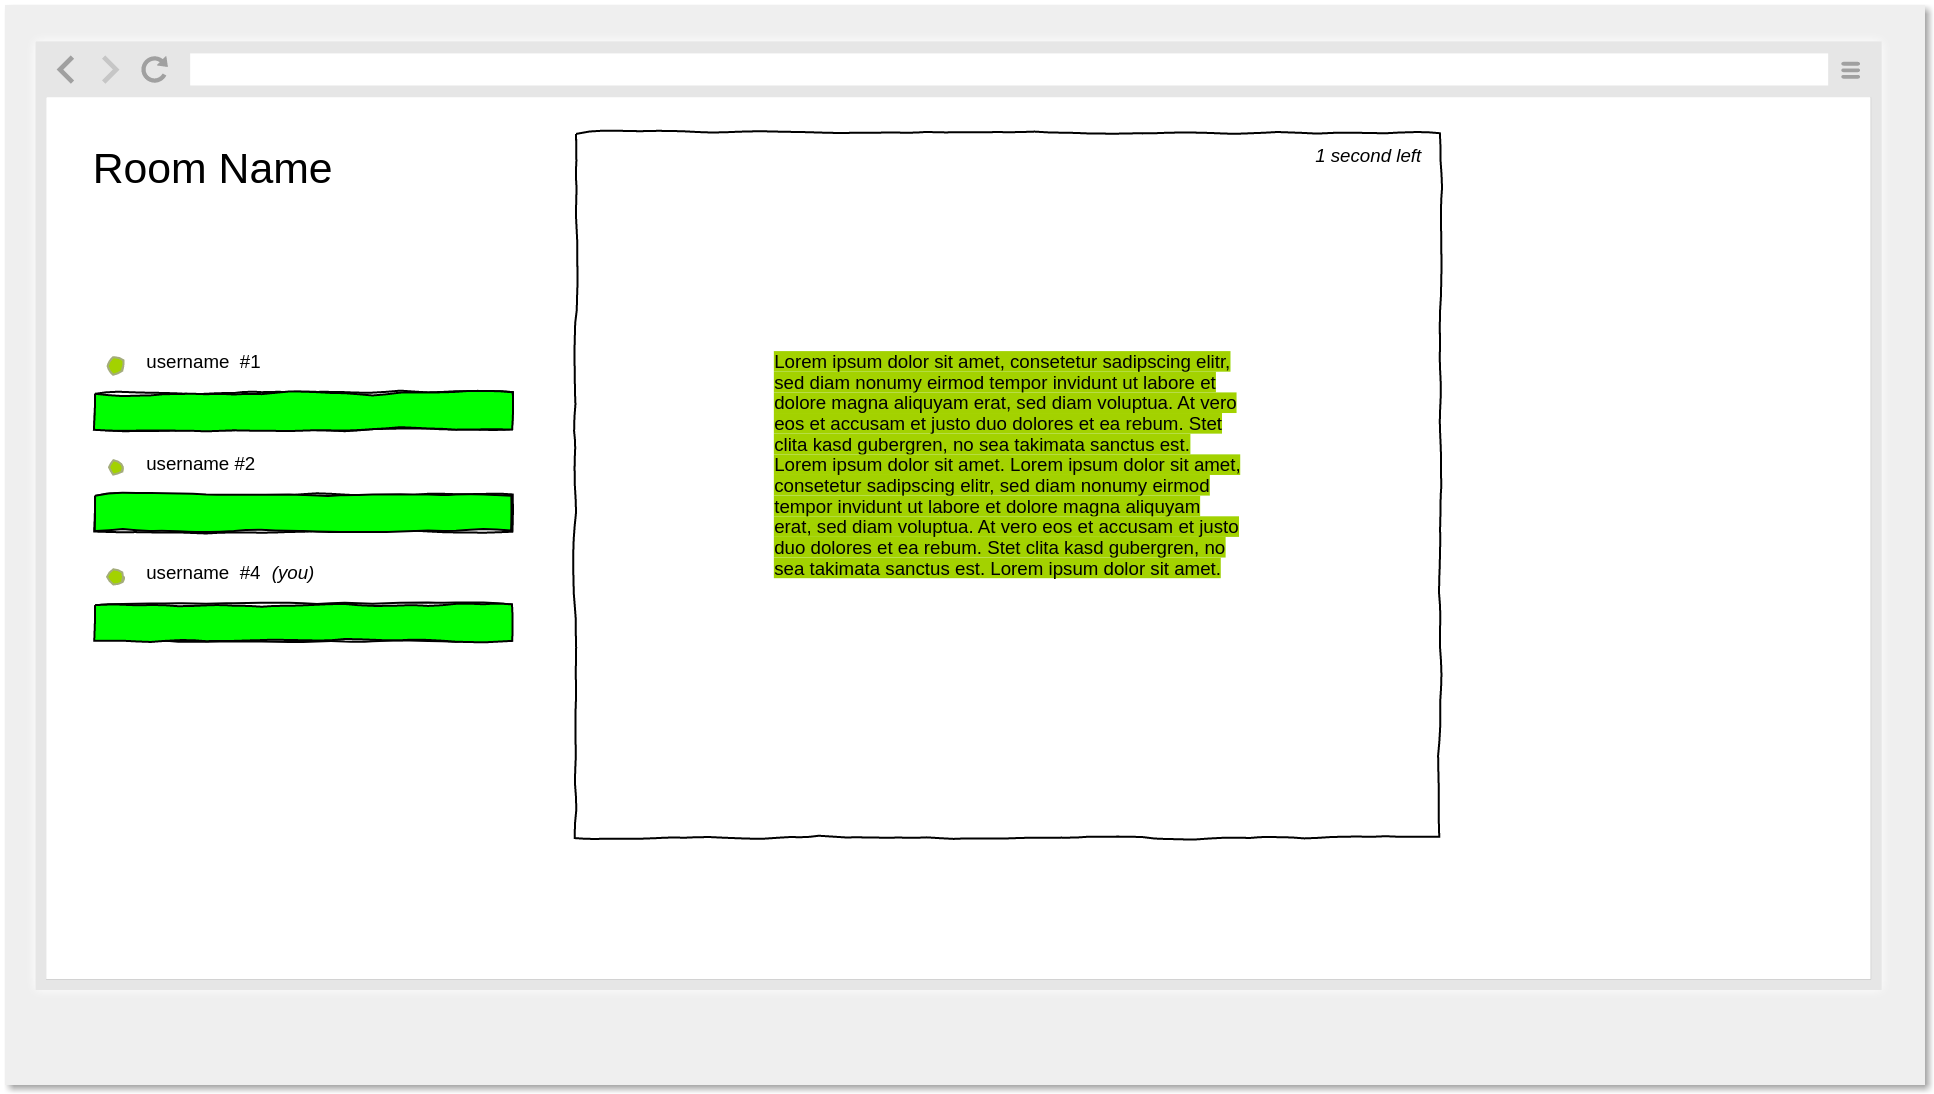 Room Name
1 second left
username  #1
username #2
username  #4  (you)
Lorem ipsum dolor sit amet, consetetur sadipscing elitr,
sed diam nonumy eirmod tempor invidunt ut labore et
dolore magna aliquyam erat, sed diam voluptua. At vero
eos et accusam et justo duo dolores et ea rebum. Stet
clita kasd gubergren, no sea takimata sanctus est.
Lorem ipsum dolor sit amet. Lorem ipsum dolor sit amet,
consetetur sadipscing elitr, sed diam nonumy eirmod
tempor invidunt ut labore et dolore magna aliquyam
erat, sed diam voluptua. At vero eos et accusam et justo
duo dolores et ea rebum. Stet clita kasd gubergren, no
sea takimata sanctus est. Lorem ipsum dolor sit amet.